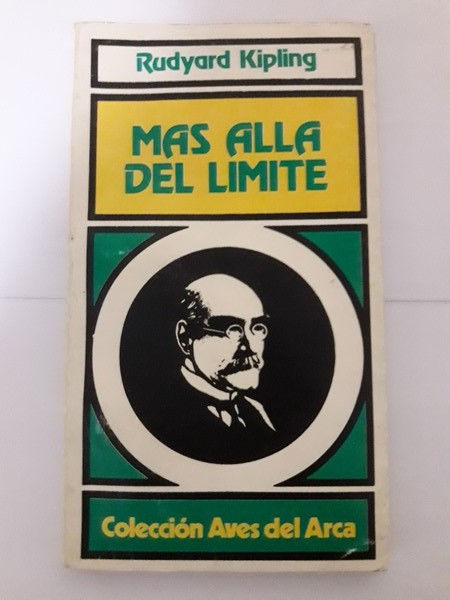 Rudyard Kipling
MAS ALLA
DEL LIMITE
Colección Aves del Arca